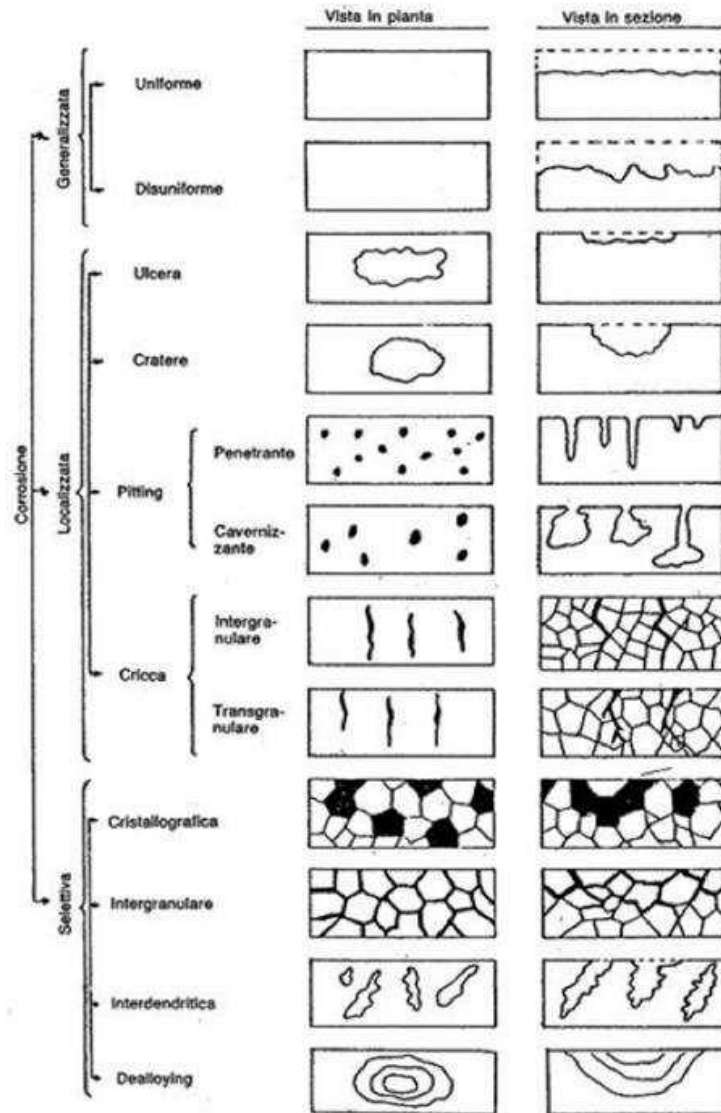 Vista in pianta
Vista in sezione
Corrosione
Generalizzata
Uniforme
Disuniforme
Localizzata
Ulcera
Cratere
Pitting
Penetrante
Caverniz-
zante
Cricca
Intergra-
nulare
Transgra-
nulare
Selettiva
Cristallografica
Intergranulare
Interdendritica
Dealloying